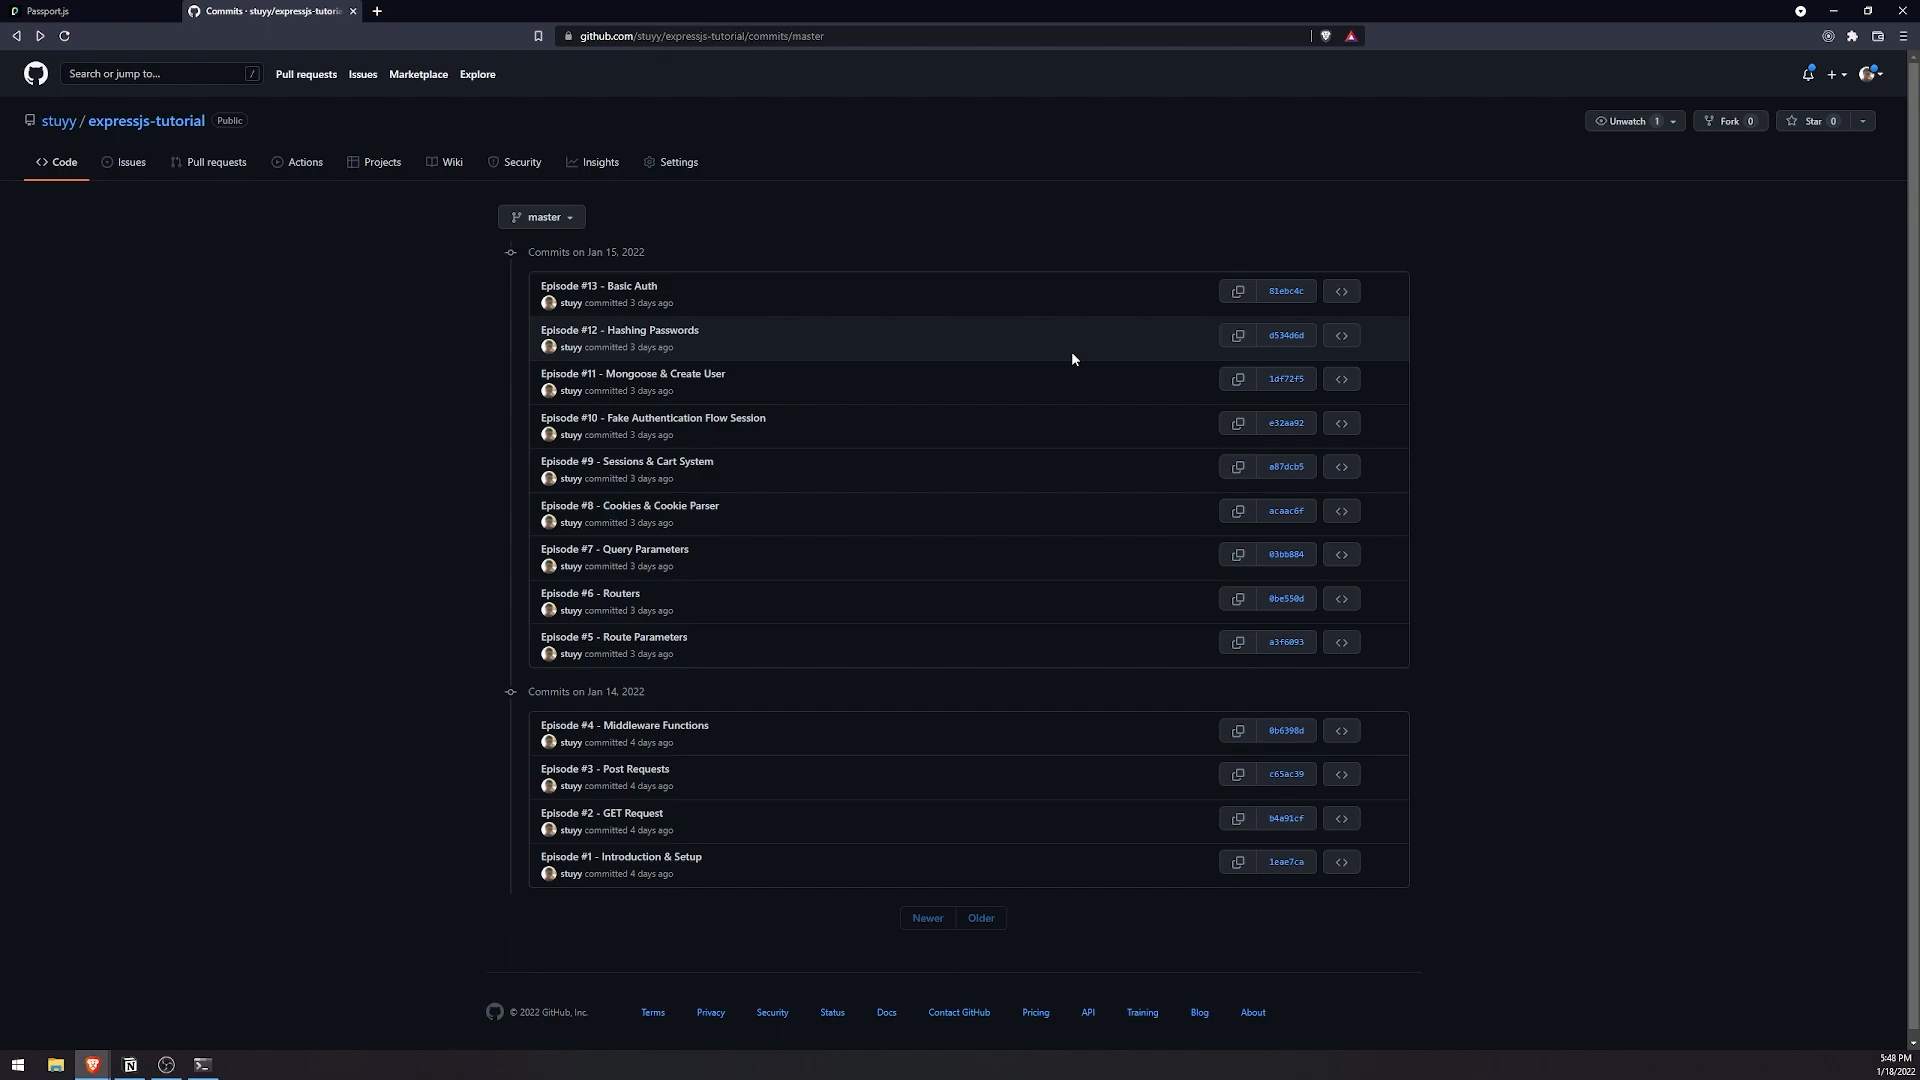 Passport.js
Commits · stuyy/expressjs-tutoria
github.com/stuyy/expressjs-tutorial/commits/master
Search or jump to... /
Pull requests Issues Marketplace Explore
stuyy / expressjs-tutorial Public
Unwatch 1 Fork 0 Star 0
Code Issues Pull requests Actions Projects Wiki Security Insights Settings
master
Commits on Jan 15, 2022
Episode #13 - Basic Auth
stuyy committed 3 days ago
81ebc4c
Episode #12 - Hashing Passwords
stuyy committed 3 days ago
d534d6d
Episode #11 - Mongoose & Create User
stuyy committed 3 days ago
1df72f5
Episode #10 - Fake Authentication Flow Session
stuyy committed 3 days ago
e32aa92
Episode #9 - Sessions & Cart System
stuyy committed 3 days ago
a87dcb5
Episode #8 - Cookies & Cookie Parser
stuyy committed 3 days ago
acaac6f
Episode #7 - Query Parameters
stuyy committed 3 days ago
03bb884
Episode #6 - Routers
stuyy committed 3 days ago
0be550d
Episode #5 - Route Parameters
stuyy committed 3 days ago
a3f6093
Commits on Jan 14, 2022
Episode #4 - Middleware Functions
stuyy committed 4 days ago
0b6398d
Episode #3 - Post Requests
stuyy committed 4 days ago
c65ac39
Episode #2 - GET Request
stuyy committed 4 days ago
b4a91cf
Episode #1 - Introduction & Setup
stuyy committed 4 days ago
1eae7ca
Newer Older
© 2022 GitHub, Inc. Terms Privacy Security Status Docs Contact GitHub Pricing API Training Blog About
5:48 PM
1/18/2022